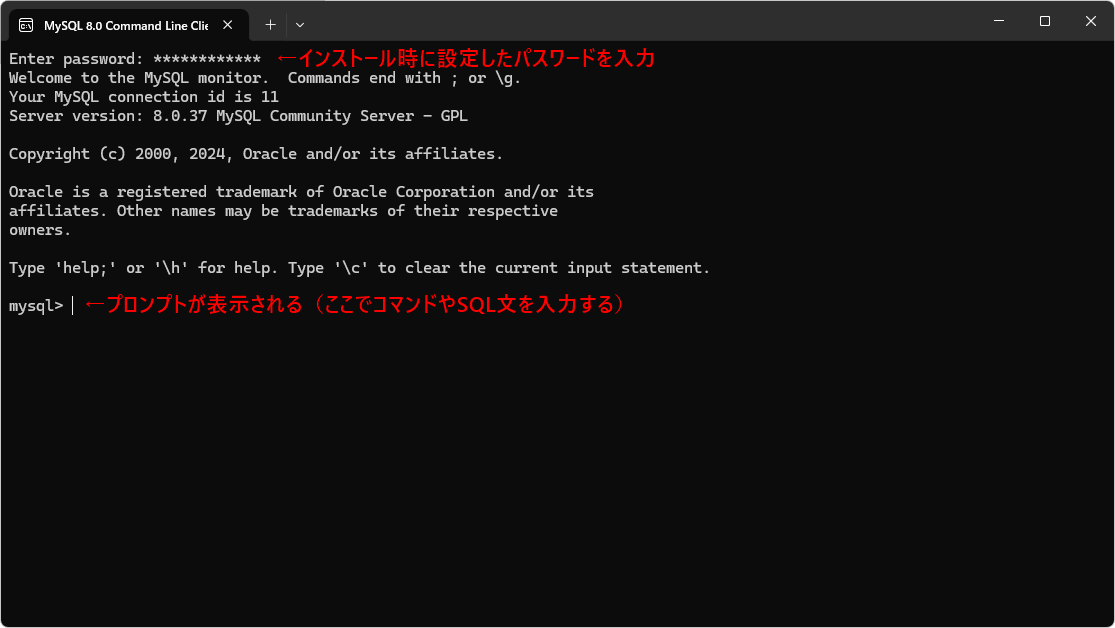 MySQL 8.0 Command Line Clie
Enter password: ************ ←インストール時に設定したパスワードを入力
Welcome to the MySQL monitor.  Commands end with ; or \g.
Your MySQL connection id is 11
Server version: 8.0.37 MySQL Community Server - GPL
Copyright (c) 2000, 2024, Oracle and/or its affiliates.
Oracle is a registered trademark of Oracle Corporation and/or its
affiliates. Other names may be trademarks of their respective
owners.
Type 'help;' or '\h' for help. Type '\c' to clear the current input statement.
mysql> ←プロンプトが表示される（ここでコマンドやSQL文を入力する）